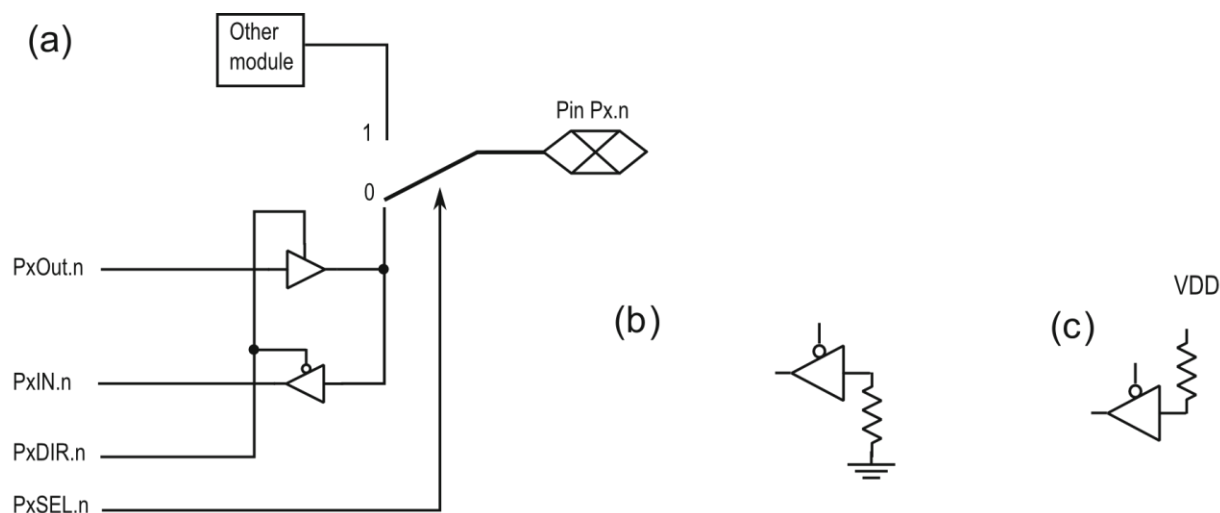 (a)
Other
module
Pin Px.n
1
0
PxOut.n
PxIN.n
PxDIR.n
PxSEL.n
(b)
(c)
VDD